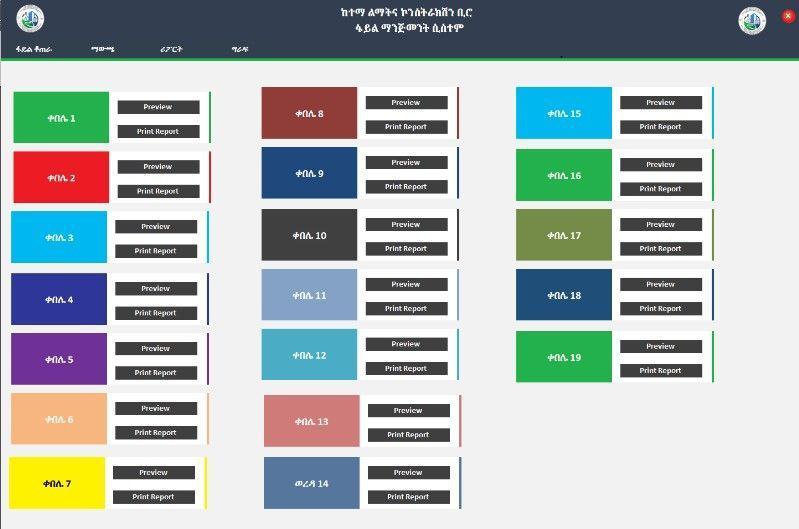 ከተማ ልማትና ኮንስትራክሽን ቢሮ
ፋይል ማንጅመንት ሲስተም
ፋይል ቆጠራ
ማውጫ
ሪፖርት
ግራፍ
ቀበሌ 1
Preview
Print Report
ቀበሌ 2
Preview
Print Report
ቀበሌ 3
Preview
Print Report
ቀበሌ 4
Preview
Print Report
ቀበሌ 5
Preview
Print Report
ቀበሌ 6
Preview
Print Report
ቀበሌ 7
Preview
Print Report
ቀበሌ 8
Preview
Print Report
ቀበሌ 9
Preview
Print Report
ቀበሌ 10
Preview
Print Report
ቀበሌ 11
Preview
Print Report
ቀበሌ 12
Preview
Print Report
ቀበሌ 13
Preview
Print Report
ወረዳ 14
Preview
Print Report
ቀበሌ 15
Preview
Print Report
ቀበሌ 16
Preview
Print Report
ቀበሌ 17
Preview
Print Report
ቀበሌ 18
Preview
Print Report
ቀበሌ 19
Preview
Print Report